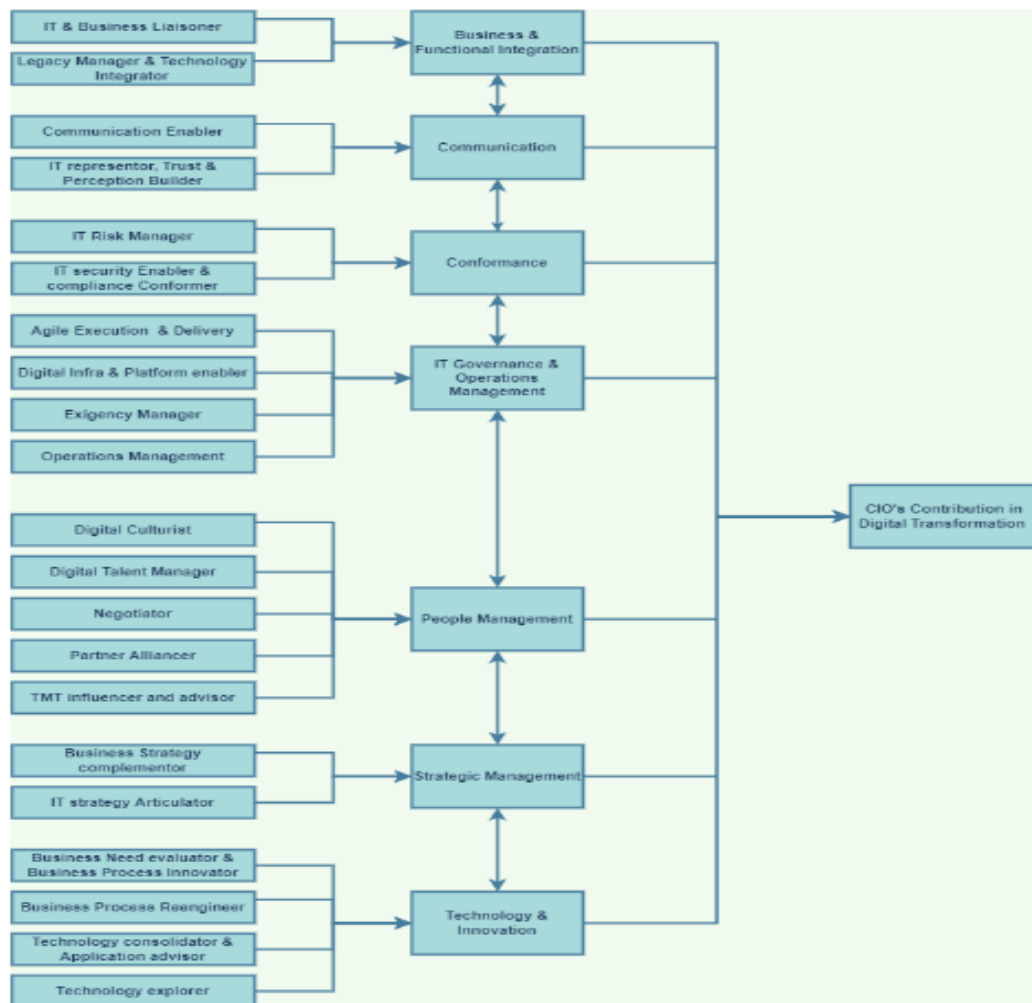 IT & Business Liaisoner
Legacy Manager & Technology
Integrator
Business &
Functional Integration
Communication Enabler
IT representor, Trust &
Perception Builder
Communication
IT Risk Manager
IT security Enabler &
compliance Conformer
Conformance
Agile Execution & Delivery
Digital Infra & Platform enabler
Exigency Manager
Operations Management
IT Governance &
Operations
Management
Digital Culturist
Digital Talent Manager
Negotiator
Partner Alliancer
TMT influencer and advisor
People Management
Business Strategy
complementor
IT strategy Articulator
Strategic Management
Business Need evaluator &
Business Process Innovator
Business Process Reengineer
Technology consolidator &
Application advisor
Technology explorer
Technology &
Innovation
CIO's Contribution in
Digital Transformation